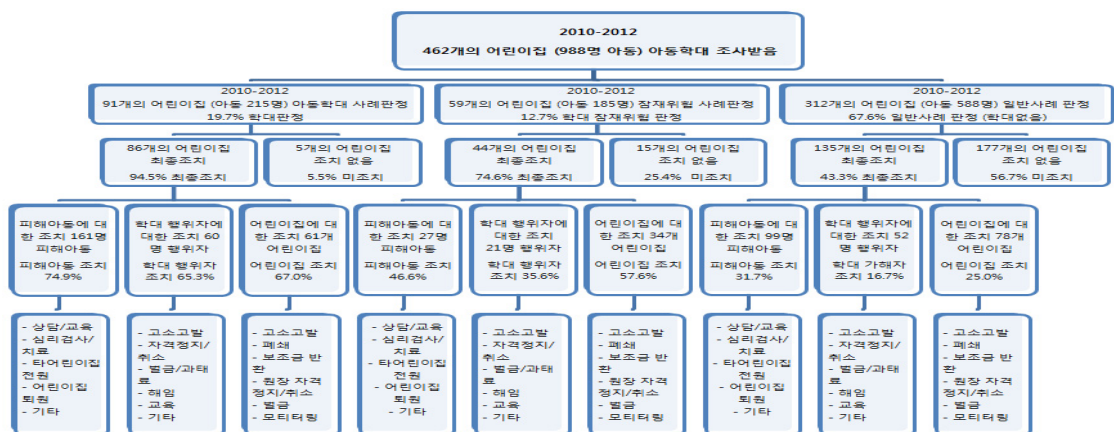 2010-2012
462개의 어린이집 (988명 아동) 아동학대 조사받음
2010-2012
91개의 어린이집 (아동 215명) 아동학대 사례판정
19.7% 학대판정
2010-2012
59개의 어린이집 (아동 185명) 잠재위험 사례판정
12.7% 학대 잠재위험 판정
2010-2012
312개의 어린이집 (아동 588명) 일반사례 판정
67.6% 일반사례 판정 (학대없음)
86개의 어린이집
최종조치
94.5% 최종조치
5개의 어린이집
조치 없음
5.5% 미조치
44개의 어린이집
최종조치
74.6% 최종조치
15개의 어린이집
조치 없음
25.4% 미조치
135개의 어린이집
최종조치
43.3% 최종조치
177개의 어린이집
조치 없음
56.7% 미조치
피해아동에 대
한 조치 161명
피해아동
피해아동 조치
74.9%
학대 행위자에
대한 조치 60
명 행위자
학대 행위자
조치 65.3%
어린이집에 대
한 조치 61개
어린이집
어린이집 조치
67.0%
피해아동에 대
한 조치 27명
피해아동
피해아동 조치
46.6%
학대 행위자에
대한 조치
21명 행위자
학대 행위자
조치 35.6%
어린이집에 대
한 조치 34개
어린이집
어린이집 조치
57.6%
피해아동에 대
한 조치 99명
피해아동
피해아동 조치
31.7%
학대 행위자에
대한 조치 52
명 행위자
학대 가해자
조치 16.7%
어린이집에 대
한 조치 78개
어린이집
어린이집 조치
25.0%
- 상담/교육
- 심리검사/
치료
- 타어린이집
전원
- 어린이집
퇴원
- 기타
- 고소고발
- 자격정지/
취소
- 벌금/과태
료
- 해임
- 교육
- 기타
- 고소고발
- 폐쇄
- 보조금 반
환
- 원장 자격
정지/취소
- 벌금
- 모티터링
- 상담/교육
- 심리검사/
치료
- 타어린이집
전원
- 어린이집
퇴원
- 기타
- 고소고발
- 자격정지/
취소
- 벌금/과태
료
- 해임
- 교육
- 기타
- 고소고발
- 폐쇄
- 보조금 반
환
- 원장 자격
정지/취소
- 벌금
- 모티터링
- 상담/교육
- 심리검사/
치료
- 타어린이집
전원
- 어린이집
퇴원
- 기타
- 고소고발
- 자격정지/
취소
- 벌금/과태
료
- 해임
- 교육
- 기타
- 고소고발
- 폐쇄
- 보조금 반
환
- 원장 자격
정지/취소
- 벌금
- 모티터링